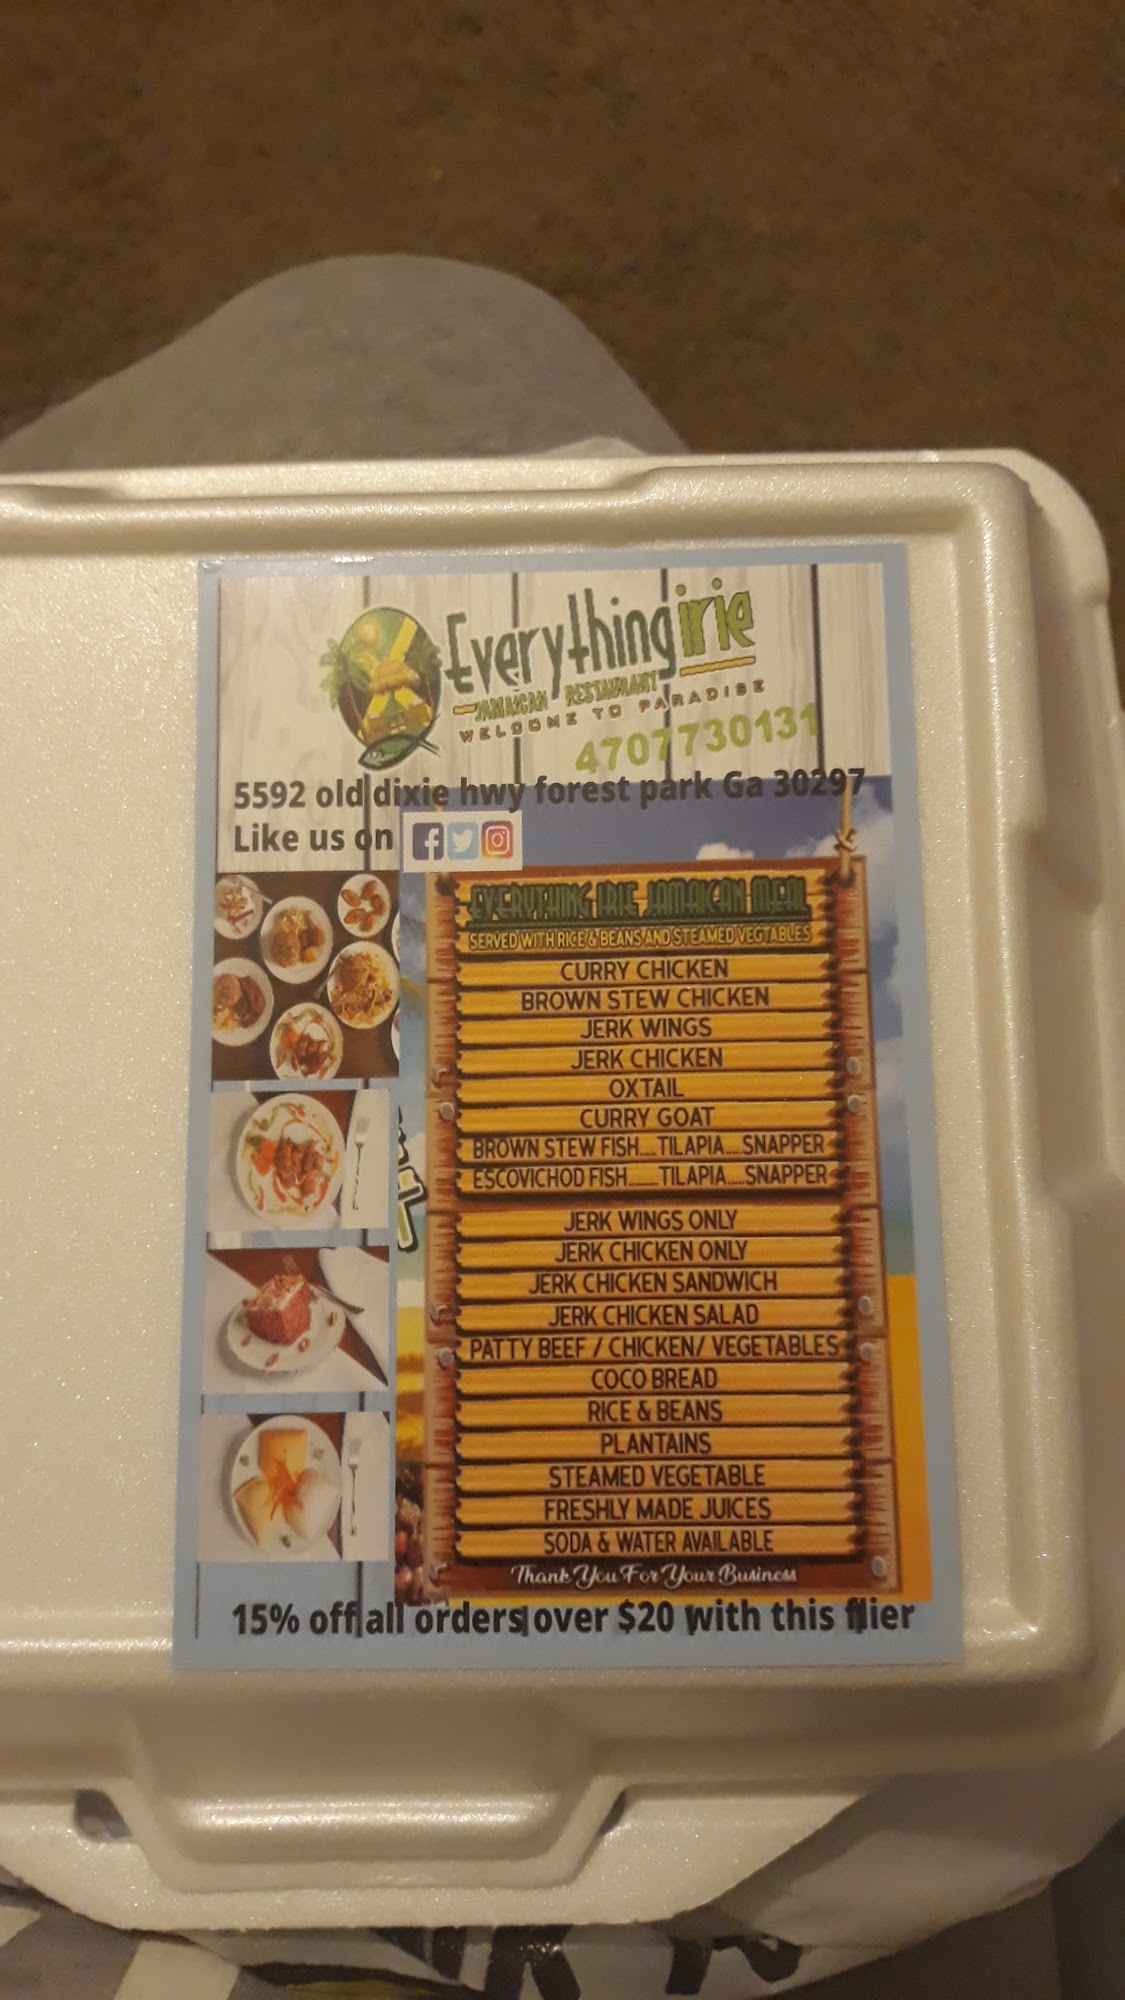 Everything irie
JAMAICAN RESTAURANT
WELCOME TO PARADISE
4707730131
5592 old dixie hwy forest park Ga 30297
Like us on
EVERYTHING IRIE JAMAICAN MEAL
SERVED WITH RICE & BEANS AND STEAMED VEGTABLES
CURRY CHICKEN
BROWN STEW CHICKEN
JERK WINGS
JERK CHICKEN
OXTAIL
CURRY GOAT
BROWN STEW FISH.....TILAPIA.....SNAPPER
ESCOVICHOD FISH.........TILAPIA.....SNAPPER
JERK WINGS ONLY
JERK CHICKEN ONLY
JERK CHICKEN SANDWICH
JERK CHICKEN SALAD
PATTY BEEF / CHICKEN/ VEGETABLES
COCO BREAD
RICE & BEANS
PLANTAINS
STEAMED VEGETABLE
FRESHLY MADE JUICES
SODA & WATER AVAILABLE
Thank You For Your Business
15% off all orders over $20 with this flier